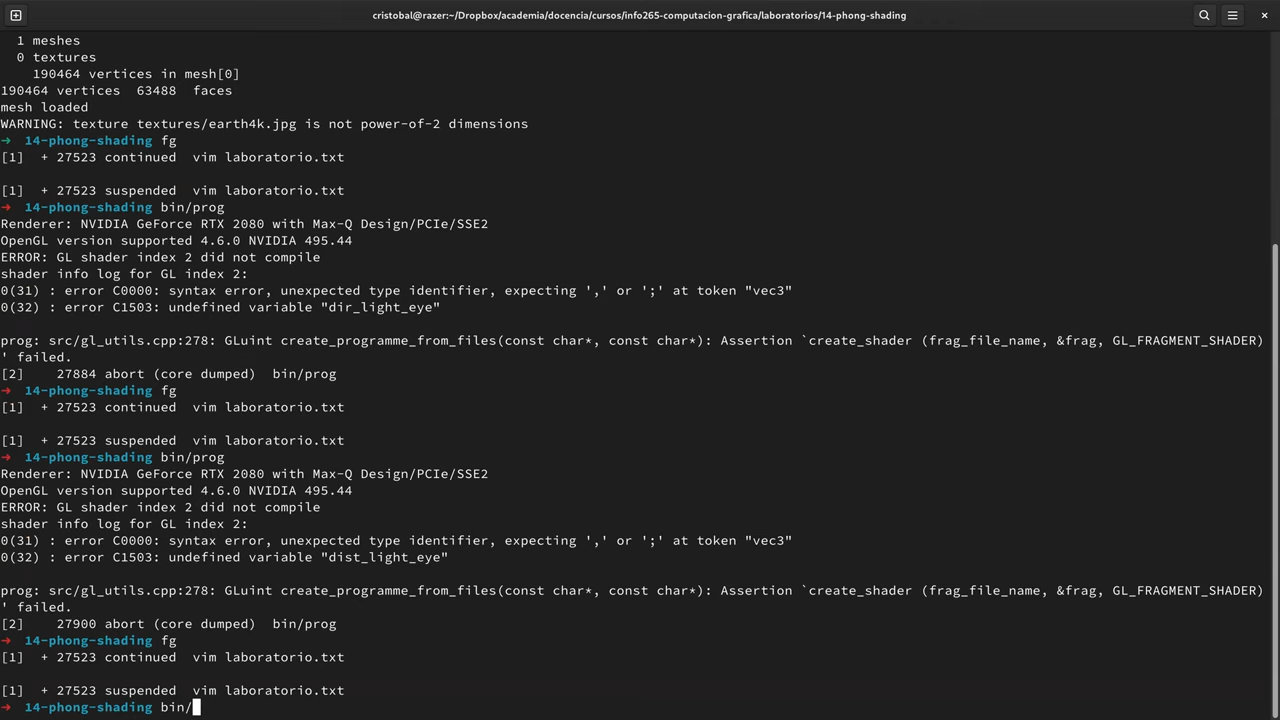 cristobal@razer:~/Dropbox/academia/docencia/cursos/info265-computacion-grafica/laboratorios/14-phong-shading
1 meshes
0 textures
190464 vertices in mesh[0]
190464 vertices  63488  faces
mesh loaded
WARNING: texture textures/earth4k.jpg is not power-of-2 dimensions
→  14-phong-shading fg
[1]  + 27523 continued  vim laboratorio.txt
[1]  + 27523 suspended  vim laboratorio.txt
→  14-phong-shading bin/prog
Renderer: NVIDIA GeForce RTX 2080 with Max-Q Design/PCIe/SSE2
OpenGL version supported 4.6.0 NVIDIA 495.44
ERROR: GL shader index 2 did not compile
shader info log for GL index 2:
0(31) : error C0000: syntax error, unexpected type identifier, expecting ',' or ';' at token "vec3"
0(32) : error C1503: undefined variable "dir_light_eye"
prog: src/gl_utils.cpp:278: GLuint create_programme_from_files(const char*, const char*): Assertion `create_shader (frag_file_name, &frag, GL_FRAGMENT_SHADER)
' failed.
[2]    27884 abort (core dumped)  bin/prog
→  14-phong-shading fg
[1]  + 27523 continued  vim laboratorio.txt
[1]  + 27523 suspended  vim laboratorio.txt
→  14-phong-shading bin/prog
Renderer: NVIDIA GeForce RTX 2080 with Max-Q Design/PCIe/SSE2
OpenGL version supported 4.6.0 NVIDIA 495.44
ERROR: GL shader index 2 did not compile
shader info log for GL index 2:
0(31) : error C0000: syntax error, unexpected type identifier, expecting ',' or ';' at token "vec3"
0(32) : error C1503: undefined variable "dist_light_eye"
prog: src/gl_utils.cpp:278: GLuint create_programme_from_files(const char*, const char*): Assertion `create_shader (frag_file_name, &frag, GL_FRAGMENT_SHADER)
' failed.
[2]    27900 abort (core dumped)  bin/prog
→  14-phong-shading fg
[1]  + 27523 continued  vim laboratorio.txt
[1]  + 27523 suspended  vim laboratorio.txt
→  14-phong-shading bin/